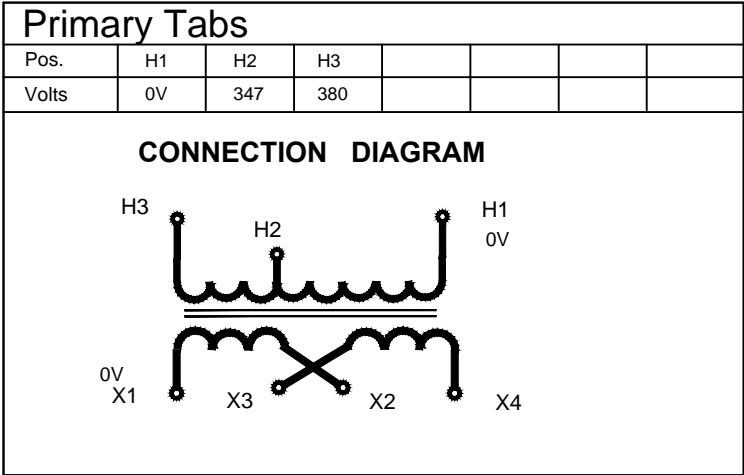 Primary Tabs
Pos. H1 H2 H3
Volts 0V 347 380
CONNECTION DIAGRAM
H3 H2 H1
0V
0V
X1 X3 X2 X4